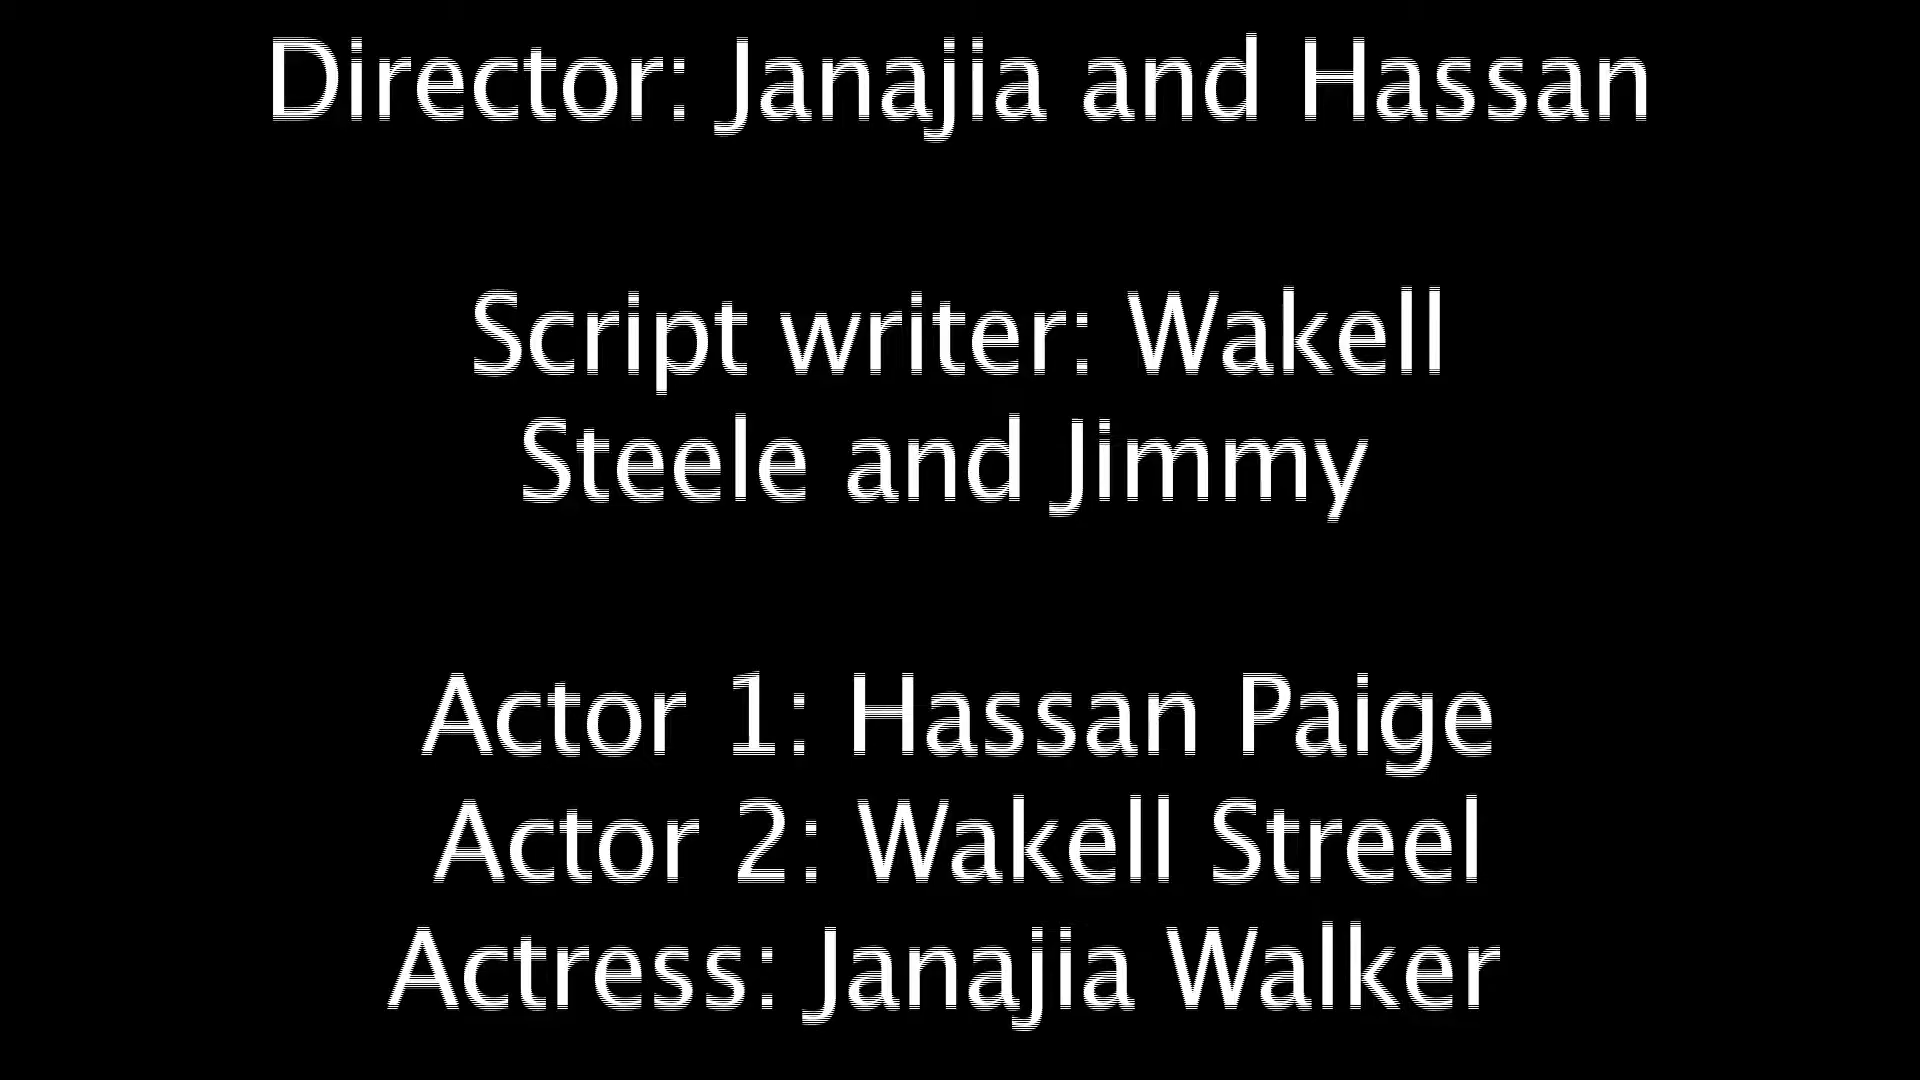 Director: Janajia and Hassan
Script writer: Wakell
Steele and Jimmy
Actor 1: Hassan Paige
Actor 2: Wakell Streel
Actress: Janajia Walker